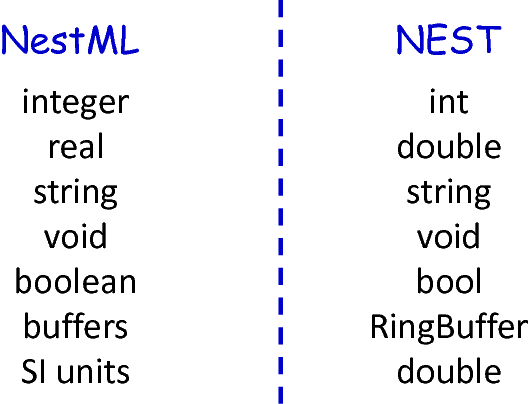 NestML NEST
integer int
real double
string string
void void
boolean bool
buffers RingBuffer
SI units double